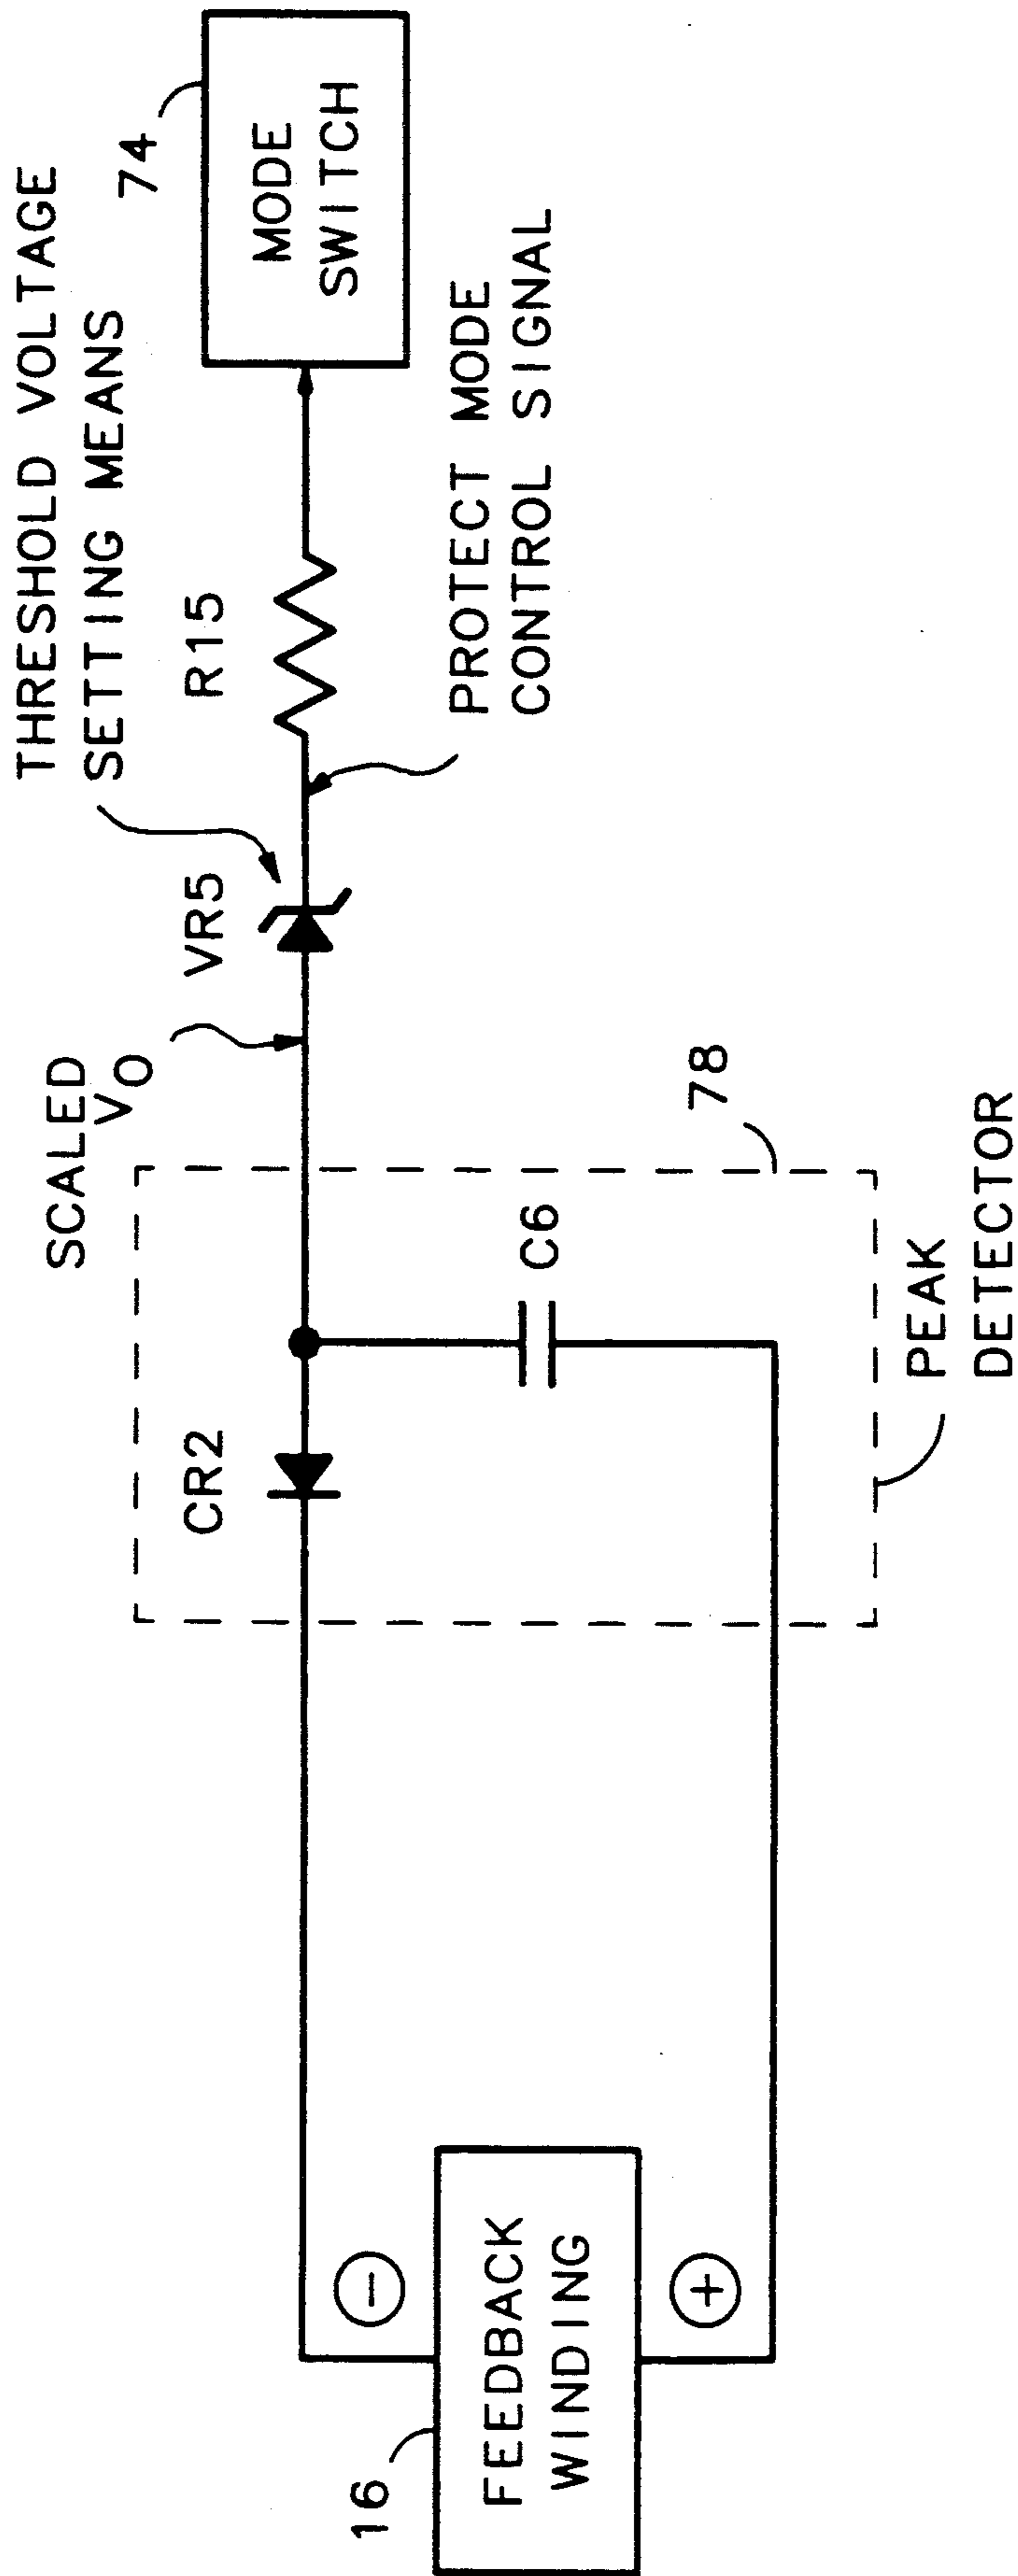 16
FEEDBACK
WINDING
−
+
CR2
C6
PEAK
DETECTOR
78
SCALED
VO
VR5
THRESHOLD VOLTAGE
SETTING MEANS
R15
PROTECT MODE
CONTROL SIGNAL
74
MODE
SWITCH